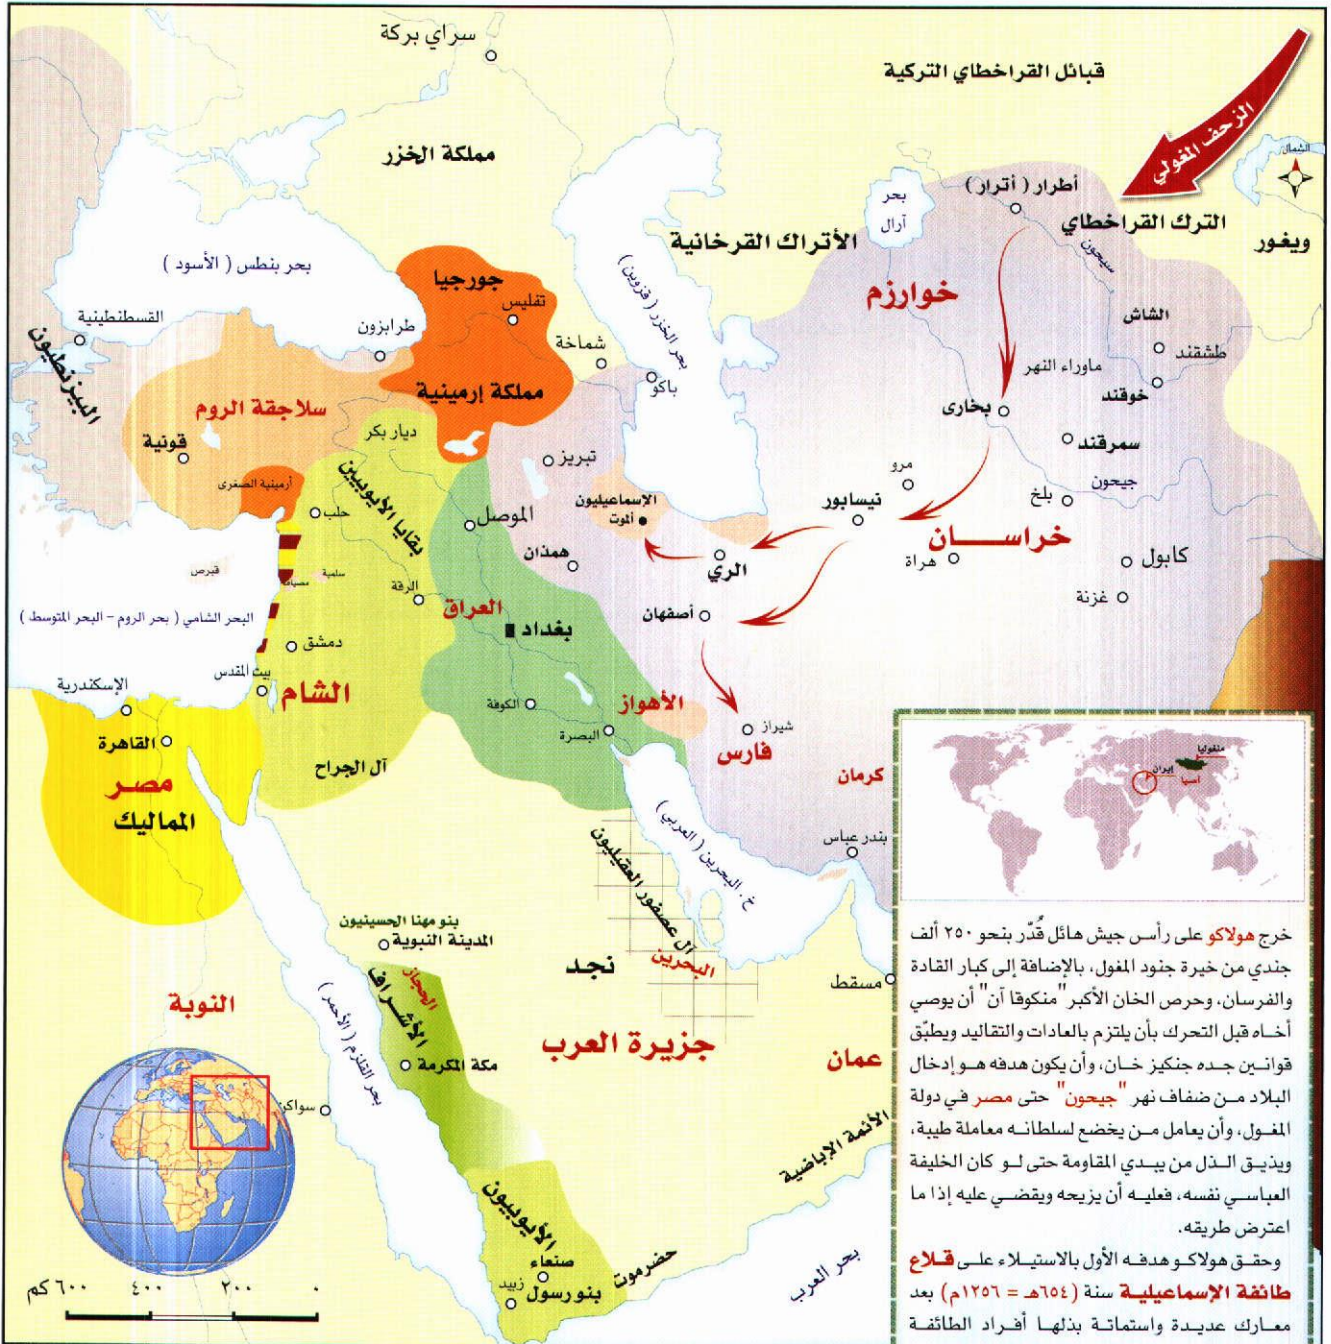 سراي بركة
قبائل القراخطاي التركية
الزحف المغولي
الشمال
مملكة الخزر
أطرار ( أترار )
بحر
آرال
الترك القراخطاي
ويغور
الأتراك القرخانية
سيحون
بحر بنطس ( الأسود )
جورجيا
تفليس
بحر الخزر ( قزوين )
خوارزم
الشاش
القسطنطينية
طرابزون
شماخة
طشقند
ماوراء النهر
البيزنطيون
باكو
خوقند
سلاجقة الروم
مملكة إرمينية
بخارى
ديار بكر
سمرقند
قونية
تبريز
مرو
جيحون
أرمينية الصغرى
بقايا الأيوبيين
الإسماعيليون
ألموت
نيسابور
بلخ
حلب
الموصل
خراسان
همذان
الري
هراة
كابول
قبرص
سلمية
مصياف
الرقة
غزنة
البحر الشامي ( بحر الروم - البحر المتوسط )
العراق
أصفهان
بغداد
دمشق
بيت المقدس
الإسكندرية
الشام
الكوفة
الأهواز
البصرة
شيراز
فارس
القاهرة
آل الجراح
كرمان
مصر
المماليك
بندر عباس
خ. البحرين ( العربي )
آل عصفور العقيليون
البحرين
بنو مهنا الحسينيون
المدينة النبوية
نجد
مسقط
النوبة
الحجاز
الأشراف
بحر القلزم ( الأحمر )
جزيرة العرب
عمان
مكة المكرمة
سواكن
الأئمة الإباضية
الأيوبيون
صنعاء
حضرموت
بحر العرب
زبيد
بنو رسول
٦٠٠ كم
٤٠٠
٢٠٠
٠
منغوليا
إيران
آسيا
خرج هولاكو على رأس جيش هائل قُدّر بنحو ٢٥٠ ألف
جندي من خيرة جنود المغول، بالإضافة إلى كبار القادة
والفرسان، وحرص الخان الأكبر "منكوقا آن" أن يوصي
أخاه قبل التحرك بأن يلتزم بالعادات والتقاليد ويطبّق
قوانين جده جنكيز خان، وأن يكون هدفه هو إدخال
البلاد من ضفاف نهر "جيحون" حتى مصر في دولة
المغول، وأن يعامل من يخضع لسلطانه معاملة طيبة،
ويذيق الذل من يبدي المقاومة حتى لو كان الخليفة
العباسي نفسه، فعليه أن يزيحه ويقضي عليه إذا ما
اعترض طريقه.
وحقق هولاكو هدفه الأول بالاستيلاء على قلاع
طائفة الإسماعيلية سنة (٦٥٤هـ = ١٢٥٦م) بعد
معارك عديدة واستماتة بذلها أفراد الطائفة